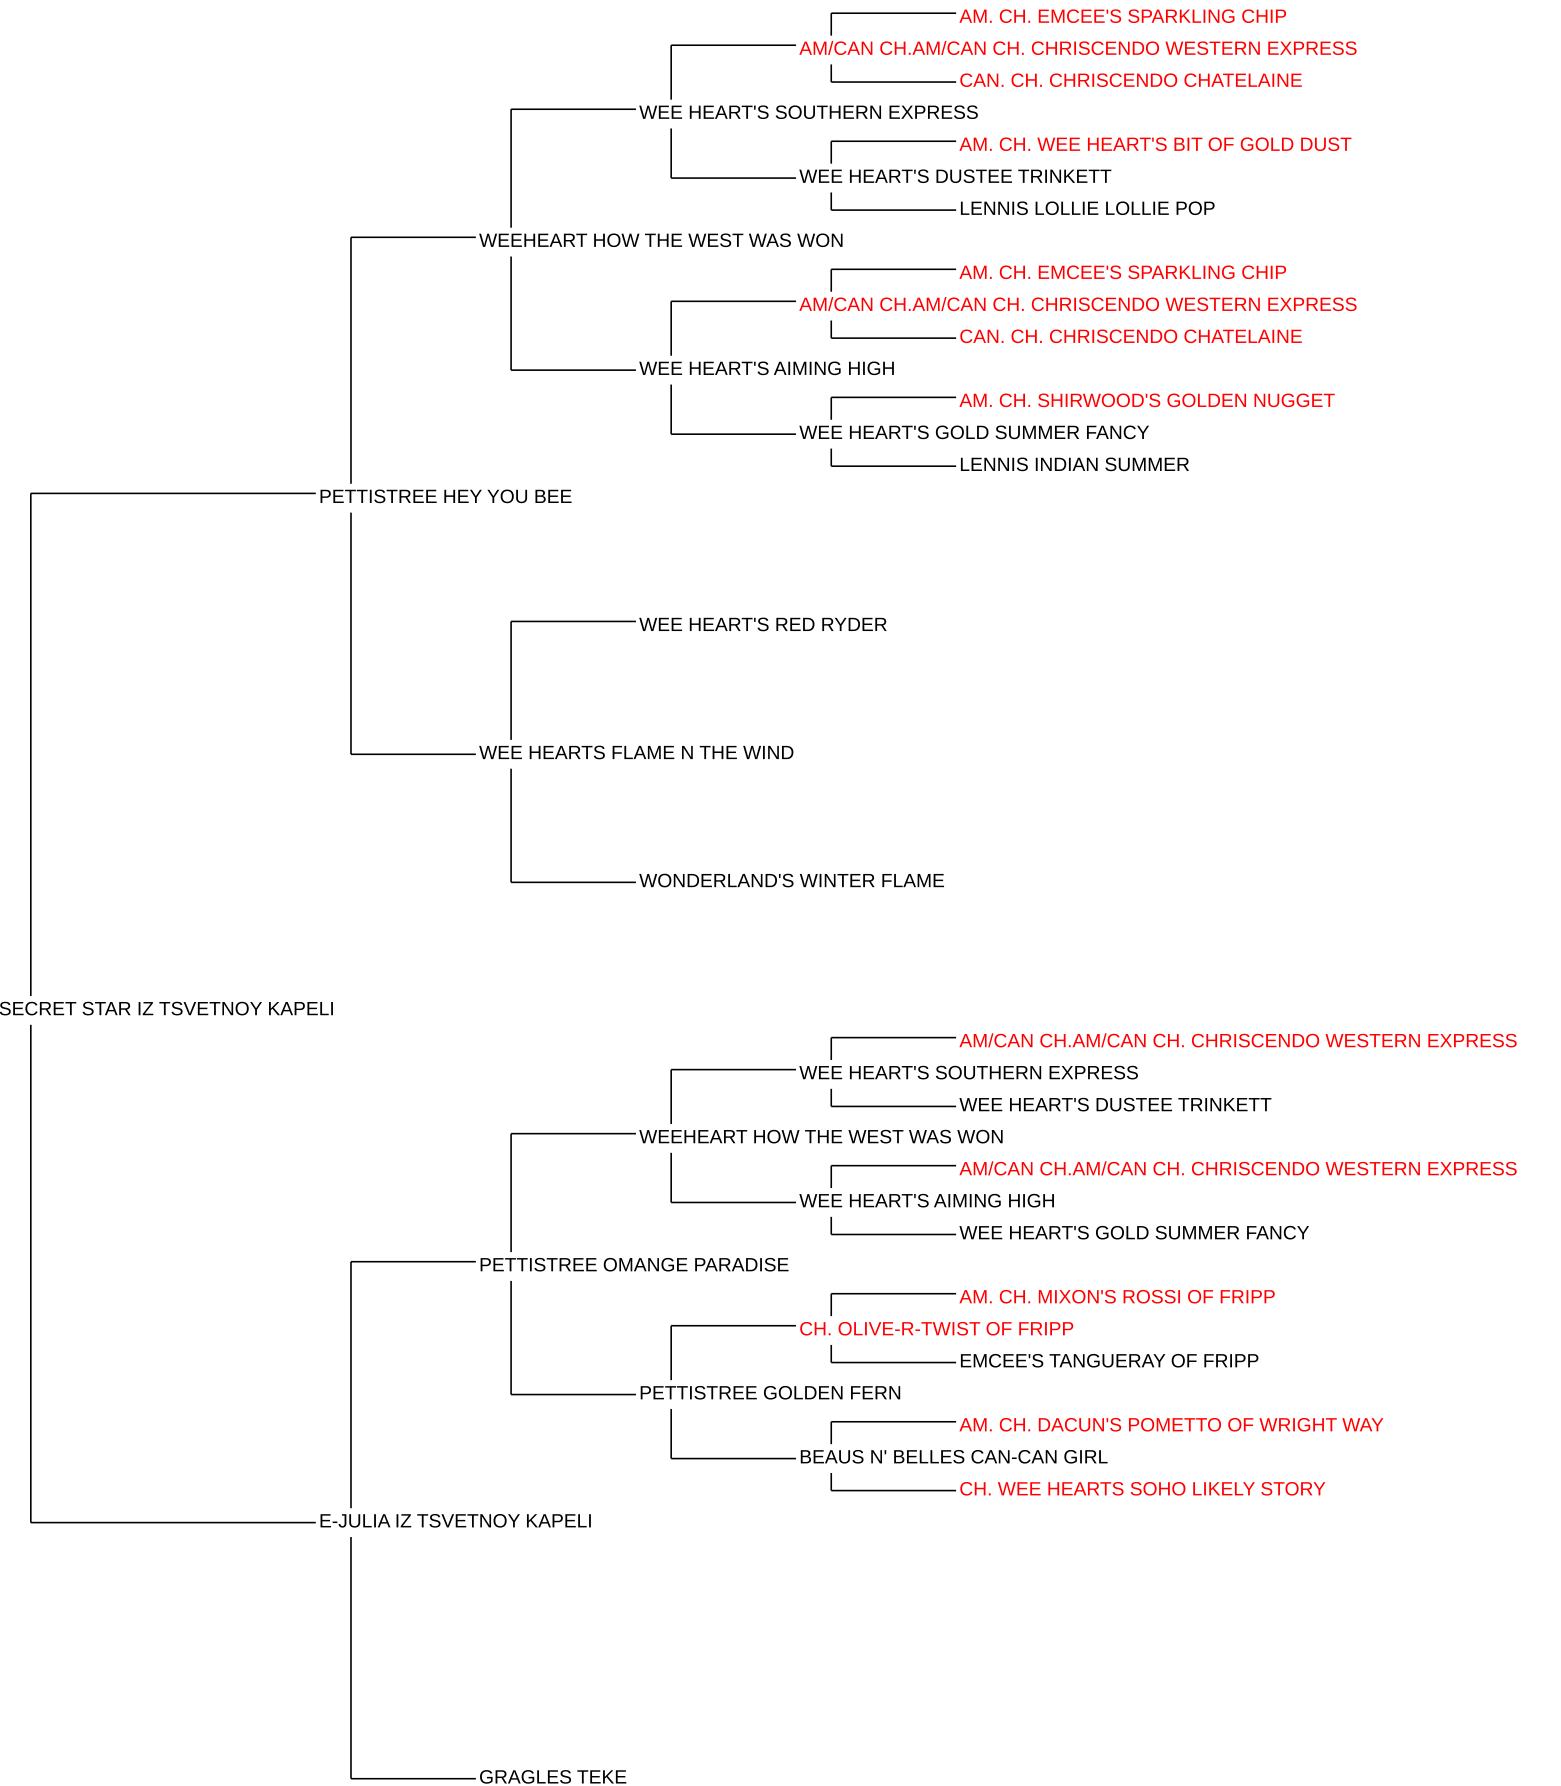 AM. CH. EMCEE'S SPARKLING CHIP
AM/CAN CH.AM/CAN CH. CHRISCENDO WESTERN EXPRESS
CAN. CH. CHRISCENDO CHATELAINE
WEE HEART'S SOUTHERN EXPRESS
AM. CH. WEE HEART'S BIT OF GOLD DUST
WEE HEART'S DUSTEE TRINKETT
LENNIS LOLLIE LOLLIE POP
WEEHEART HOW THE WEST WAS WON
AM. CH. EMCEE'S SPARKLING CHIP
AM/CAN CH.AM/CAN CH. CHRISCENDO WESTERN EXPRESS
CAN. CH. CHRISCENDO CHATELAINE
WEE HEART'S AIMING HIGH
AM. CH. SHIRWOOD'S GOLDEN NUGGET
WEE HEART'S GOLD SUMMER FANCY
LENNIS INDIAN SUMMER
PETTISTREE HEY YOU BEE
WEE HEART'S RED RYDER
WEE HEARTS FLAME N THE WIND
WONDERLAND'S WINTER FLAME
SECRET STAR IZ TSVETNOY KAPELI
AM/CAN CH.AM/CAN CH. CHRISCENDO WESTERN EXPRESS
WEE HEART'S SOUTHERN EXPRESS
WEE HEART'S DUSTEE TRINKETT
WEEHEART HOW THE WEST WAS WON
AM/CAN CH.AM/CAN CH. CHRISCENDO WESTERN EXPRESS
WEE HEART'S AIMING HIGH
WEE HEART'S GOLD SUMMER FANCY
PETTISTREE OMANGE PARADISE
AM. CH. MIXON'S ROSSI OF FRIPP
CH. OLIVE-R-TWIST OF FRIPP
EMCEE'S TANGUERAY OF FRIPP
PETTISTREE GOLDEN FERN
AM. CH. DACUN'S POMETTO OF WRIGHT WAY
BEAUS N' BELLES CAN-CAN GIRL
CH. WEE HEARTS SOHO LIKELY STORY
E-JULIA IZ TSVETNOY KAPELI
GRAGLES TEKE